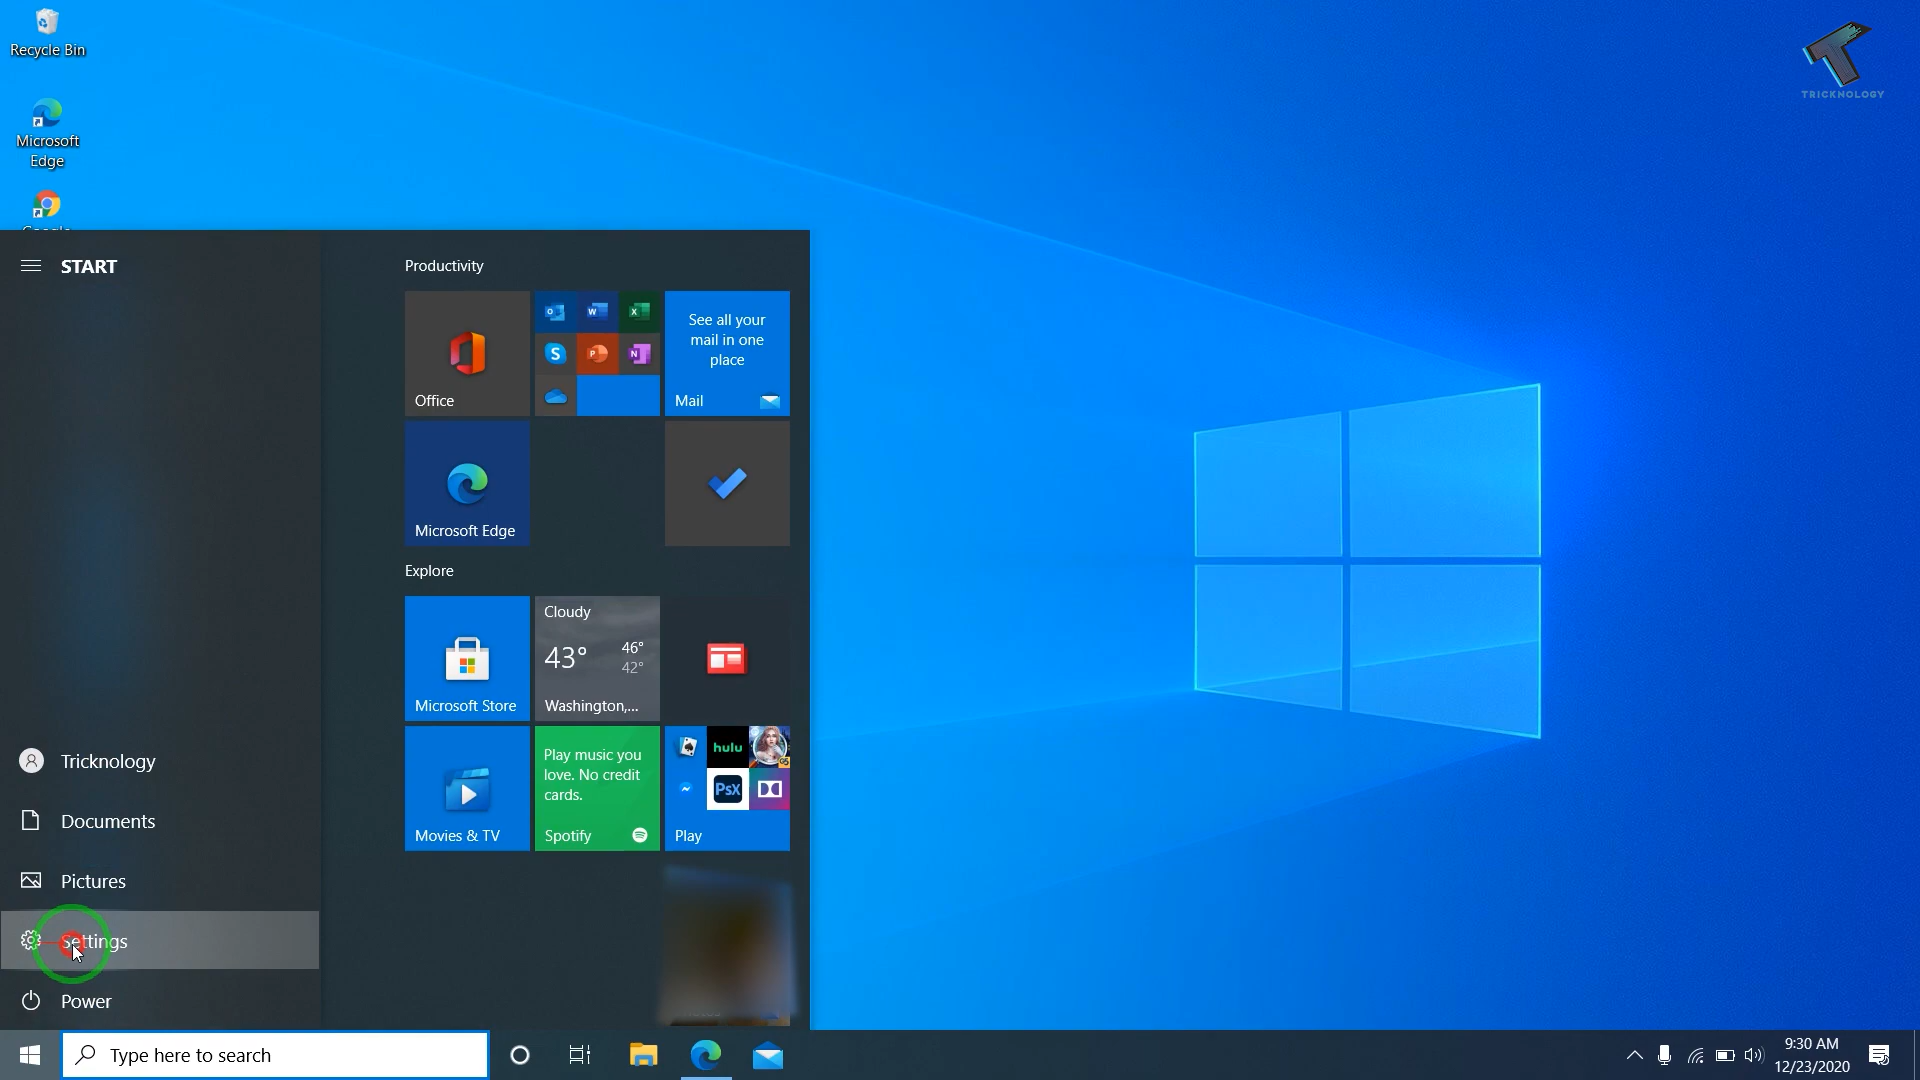 Recycle Bin
Microsoft
Edge
TRICKNOLOGY
START
Productivity
Office
See all your
mail in one
place
Mail
Microsoft Edge
Explore
Microsoft Store
Cloudy
43°
46°
42°
Washington,...
Movies & TV
Play music you
love. No credit
cards.
Spotify
hulu
PsX
Play
Tricknology
Documents
Pictures
Settings
Power
Type here to search
9:30 AM
12/23/2020